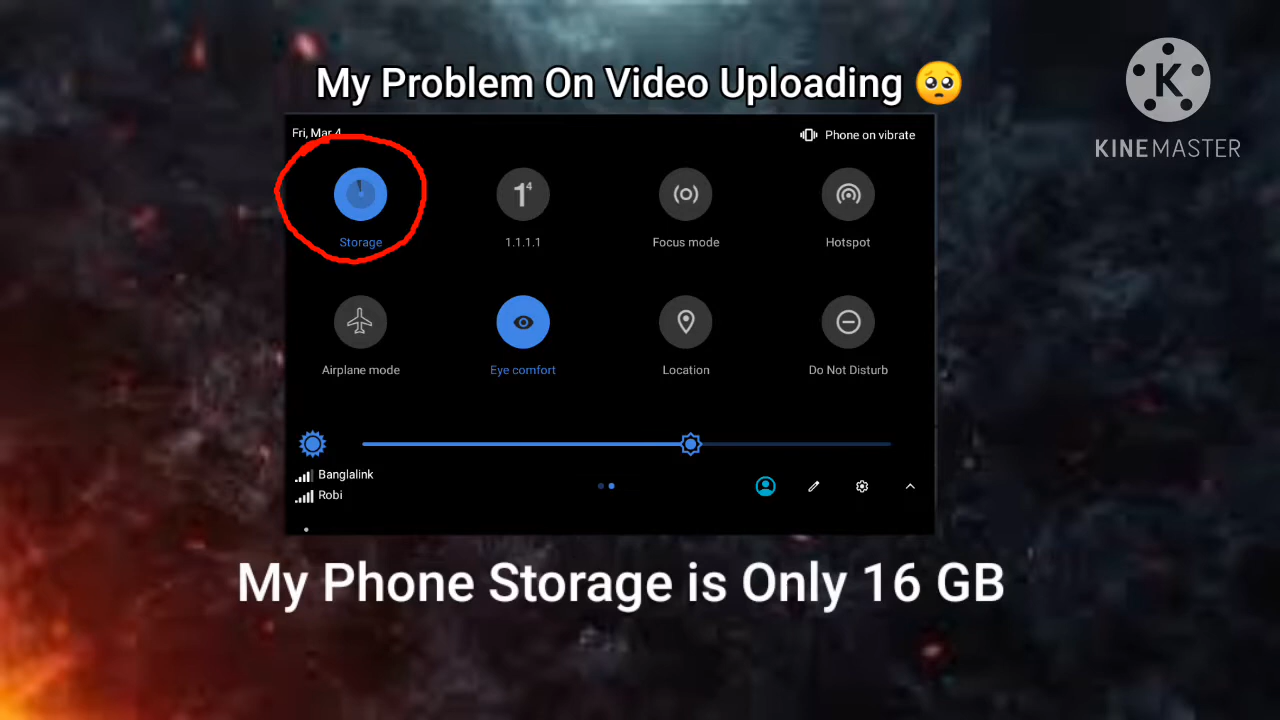 My Problem On Video Uploading 🥺
K
KINEMASTER
Fri, Mar 4
Phone on vibrate
Storage
1⁴
1.1.1.1
Focus mode
Hotspot
Airplane mode
Eye comfort
Location
Do Not Disturb
Banglalink
Robi
My Phone Storage is Only 16 GB